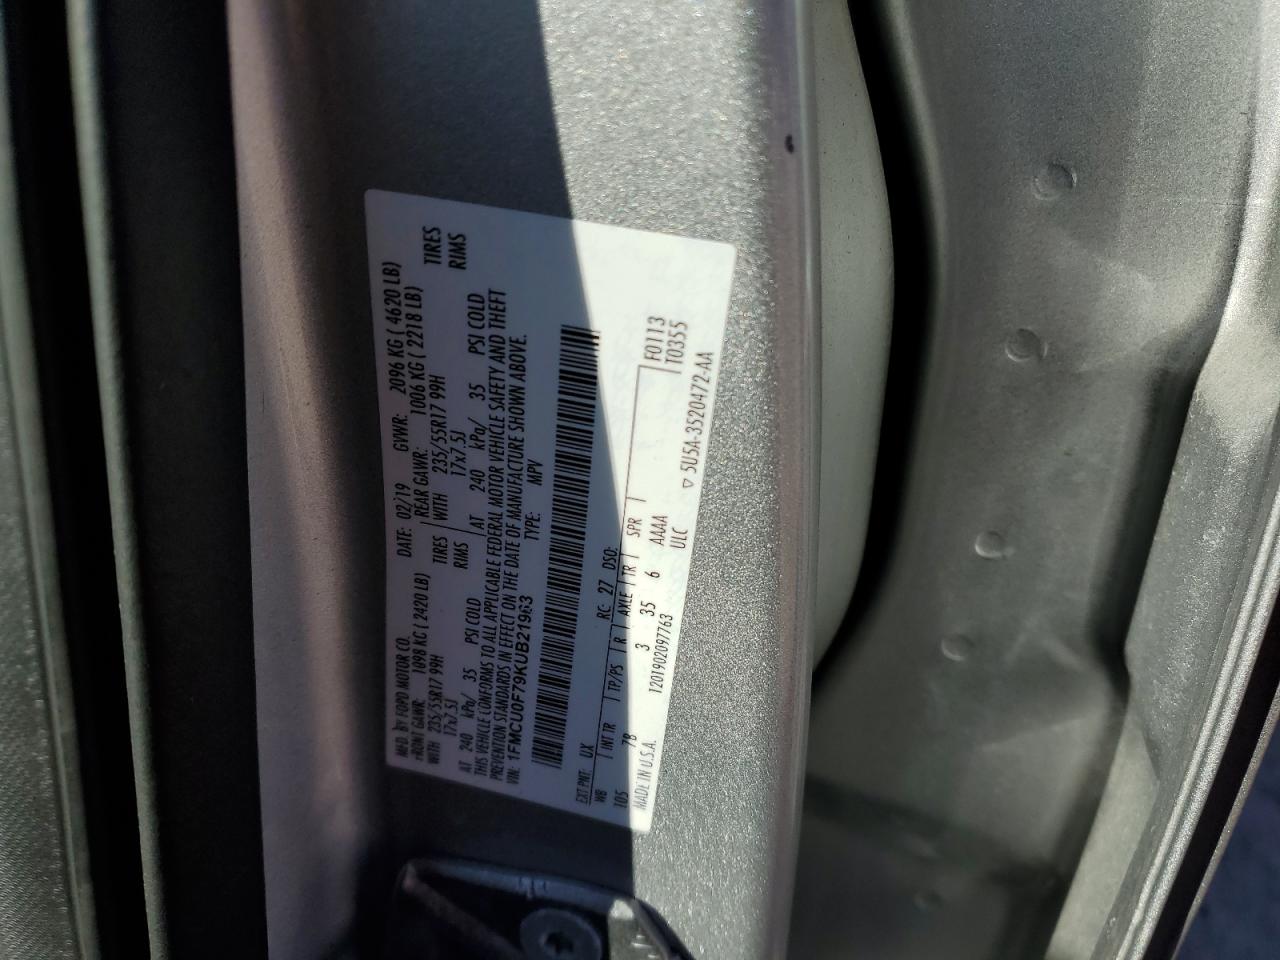 MFD. BY FORD MOTOR CO. DATE: 02/19 GVWR: 2096 KG ( 4620 LB)
FRONT GAWR: 1098 KG ( 2420 LB) REAR GAWR: 1006 KG ( 2218 LB)
WITH 235/55R17 99H TIRES WITH 235/55R17 99H TIRES
17x7.5J RIMS 17x7.5J RIMS
AT 240 kPa/ 35 PSI COLD AT 240 kPa/ 35 PSI COLD
THIS VEHICLE CONFORMS TO ALL APPLICABLE FEDERAL MOTOR VEHICLE SAFETY AND THEFT
PREVENTION STANDARDS IN EFFECT ON THE DATE OF MANUFACTURE SHOWN ABOVE.
VIN: 1FMCU0F79KUB21963 TYPE: MPV
EXT PNT: UX RC: 27 DSO: F0113
WB INT TR TP/PS R AXLE TR SPR T0355
105 7B 3 35 6 AAAA
MADE IN U.S.A. 1201902097763 ULC ▽ 5U5A-3520472-AA